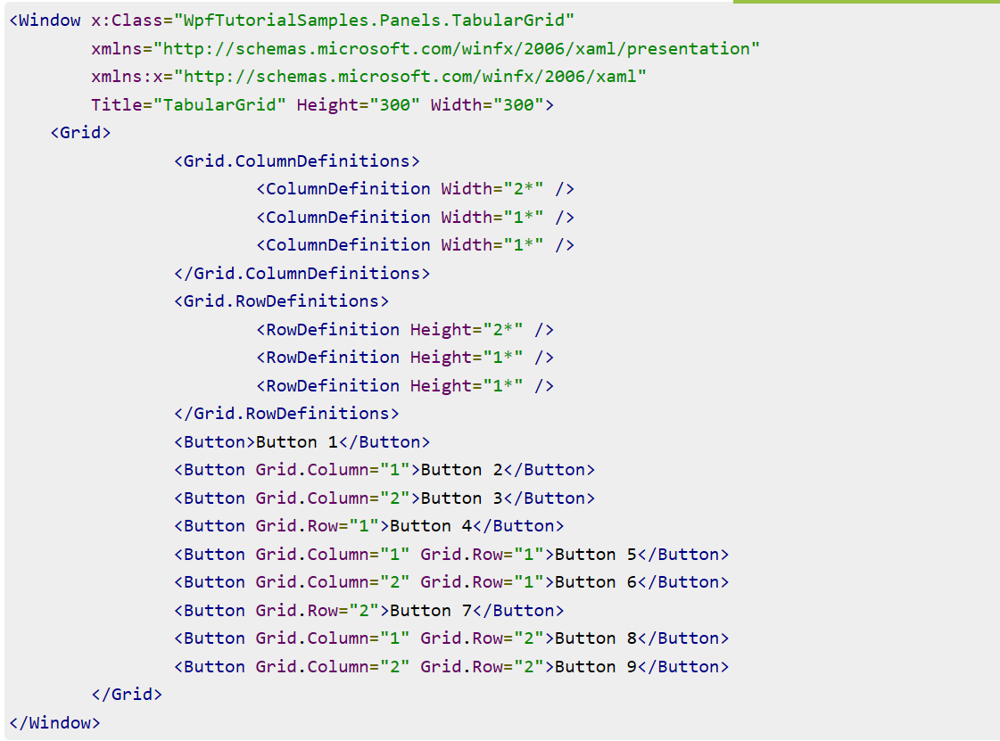 <Window x:Class="WpfTutorialSamples.Panels.TabularGrid"
        xmlns="http://schemas.microsoft.com/winfx/2006/xaml/presentation"
        xmlns:x="http://schemas.microsoft.com/winfx/2006/xaml"
        Title="TabularGrid" Height="300" Width="300">
    <Grid>
                <Grid.ColumnDefinitions>
                        <ColumnDefinition Width="2*" />
                        <ColumnDefinition Width="1*" />
                        <ColumnDefinition Width="1*" />
                </Grid.ColumnDefinitions>
                <Grid.RowDefinitions>
                        <RowDefinition Height="2*" />
                        <RowDefinition Height="1*" />
                        <RowDefinition Height="1*" />
                </Grid.RowDefinitions>
                <Button>Button 1</Button>
                <Button Grid.Column="1">Button 2</Button>
                <Button Grid.Column="2">Button 3</Button>
                <Button Grid.Row="1">Button 4</Button>
                <Button Grid.Column="1" Grid.Row="1">Button 5</Button>
                <Button Grid.Column="2" Grid.Row="1">Button 6</Button>
                <Button Grid.Row="2">Button 7</Button>
                <Button Grid.Column="1" Grid.Row="2">Button 8</Button>
                <Button Grid.Column="2" Grid.Row="2">Button 9</Button>
        </Grid>
</Window>